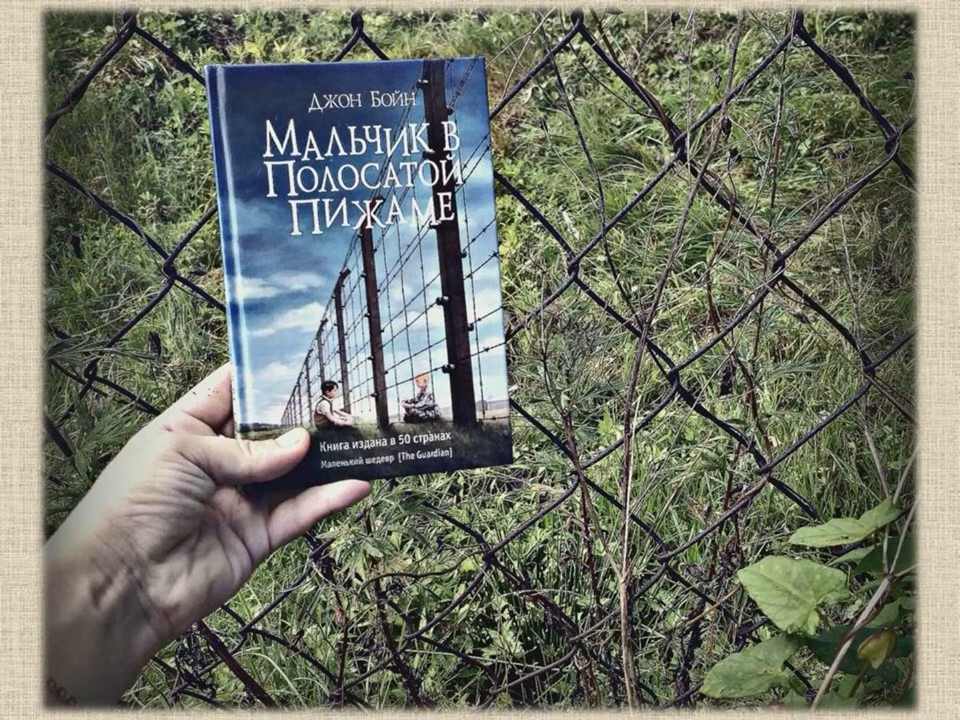 Джон Бойн
Мальчик в
Полосатой
Пижаме
Книга издана в 50 странах
Маленький шедевр [The Guardian]